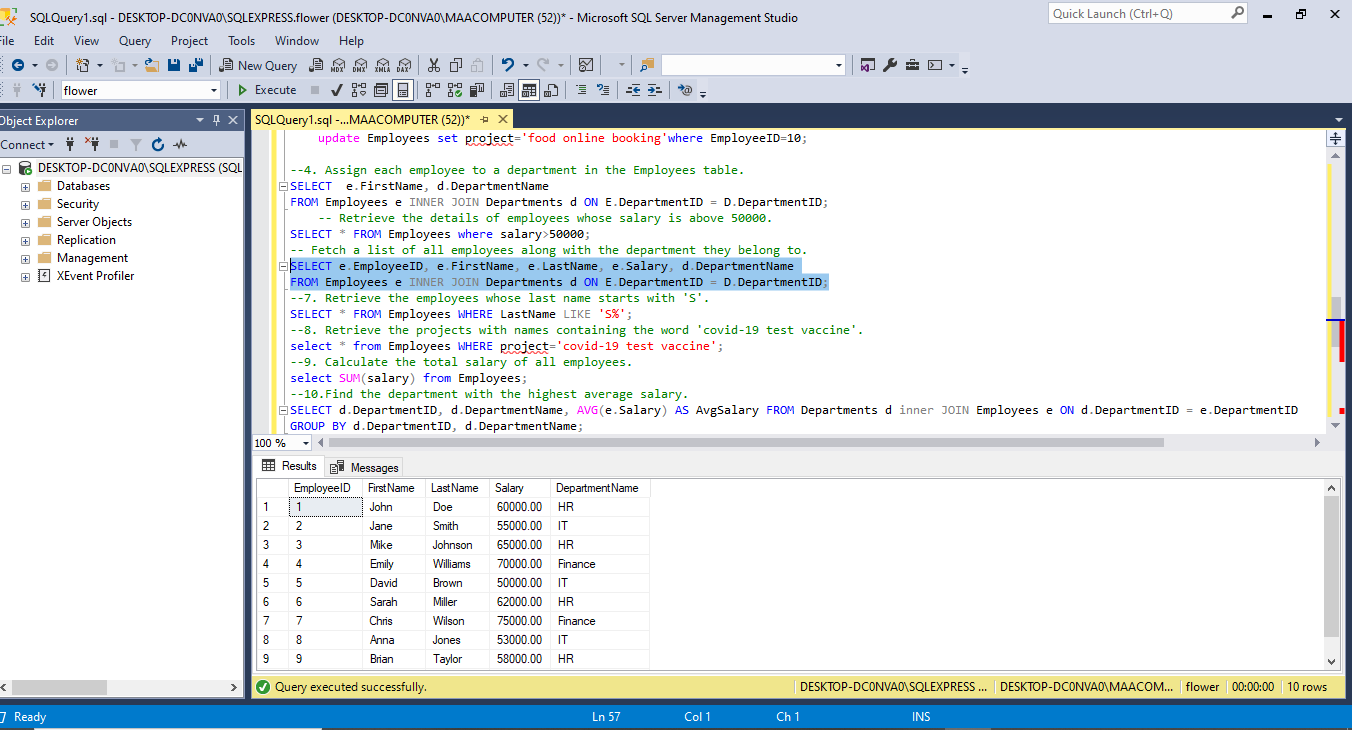 SQLQuery1.sql - DESKTOP-DC0NVA0\SQLEXPRESS.flower (DESKTOP-DC0NVA0\MAACOMPUTER (52))* - Microsoft SQL Server Management Studio
Quick Launch (Ctrl+Q)
File Edit View Query Project Tools Window Help
New Query MDX DMX XMLA DAX
flower Execute
Object Explorer
SQLQuery1.sql -...MAACOMPUTER (52))*
Connect
DESKTOP-DC0NVA0\SQLEXPRESS (SQL
Databases
Security
Server Objects
Replication
Management
XEvent Profiler
update Employees set project='food online booking'where EmployeeID=10;
--4. Assign each employee to a department in the Employees table.
SELECT  e.FirstName, d.DepartmentName
FROM Employees e INNER JOIN Departments d ON E.DepartmentID = D.DepartmentID;
-- Retrieve the details of employees whose salary is above 50000.
SELECT * FROM Employees where salary>50000;
-- Fetch a list of all employees along with the department they belong to.
SELECT e.EmployeeID, e.FirstName, e.LastName, e.Salary, d.DepartmentName
FROM Employees e INNER JOIN Departments d ON E.DepartmentID = D.DepartmentID;
--7. Retrieve the employees whose last name starts with 'S'.
SELECT * FROM Employees WHERE LastName LIKE 'S%';
--8. Retrieve the projects with names containing the word 'covid-19 test vaccine'.
select * from Employees WHERE project='covid-19 test vaccine';
--9. Calculate the total salary of all employees.
select SUM(salary) from Employees;
--10.Find the department with the highest average salary.
SELECT d.DepartmentID, d.DepartmentName, AVG(e.Salary) AS AvgSalary FROM Departments d inner JOIN Employees e ON d.DepartmentID = e.DepartmentID
GROUP BY d.DepartmentID, d.DepartmentName;
100 %
Results Messages
EmployeeID FirstName LastName Salary DepartmentName
1 1 John Doe 60000.00 HR
2 2 Jane Smith 55000.00 IT
3 3 Mike Johnson 65000.00 HR
4 4 Emily Williams 70000.00 Finance
5 5 David Brown 50000.00 IT
6 6 Sarah Miller 62000.00 HR
7 7 Chris Wilson 75000.00 Finance
8 8 Anna Jones 53000.00 IT
9 9 Brian Taylor 58000.00 HR
Query executed successfully. DESKTOP-DC0NVA0\SQLEXPRESS ... DESKTOP-DC0NVA0\MAACOM... flower 00:00:00 10 rows
Ready Ln 57 Col 1 Ch 1 INS